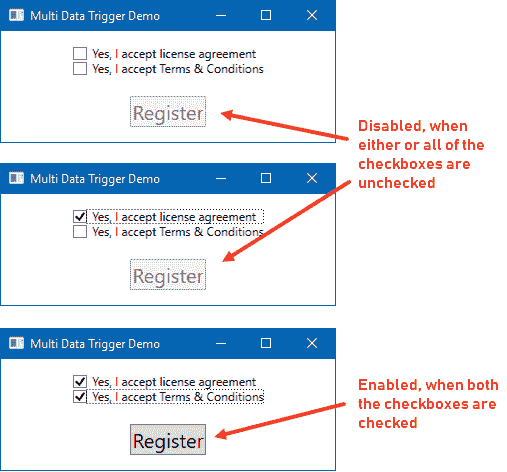 Multi Data Trigger Demo
Yes, I accept license agreement
Yes, I accept Terms & Conditions
Register
Disabled, when
either or all of the
checkboxes are
unchecked
Multi Data Trigger Demo
Yes, I accept license agreement
Yes, I accept Terms & Conditions
Register
Multi Data Trigger Demo
Yes, I accept license agreement
Yes, I accept Terms & Conditions
Register
Enabled, when both
the checkboxes are
checked